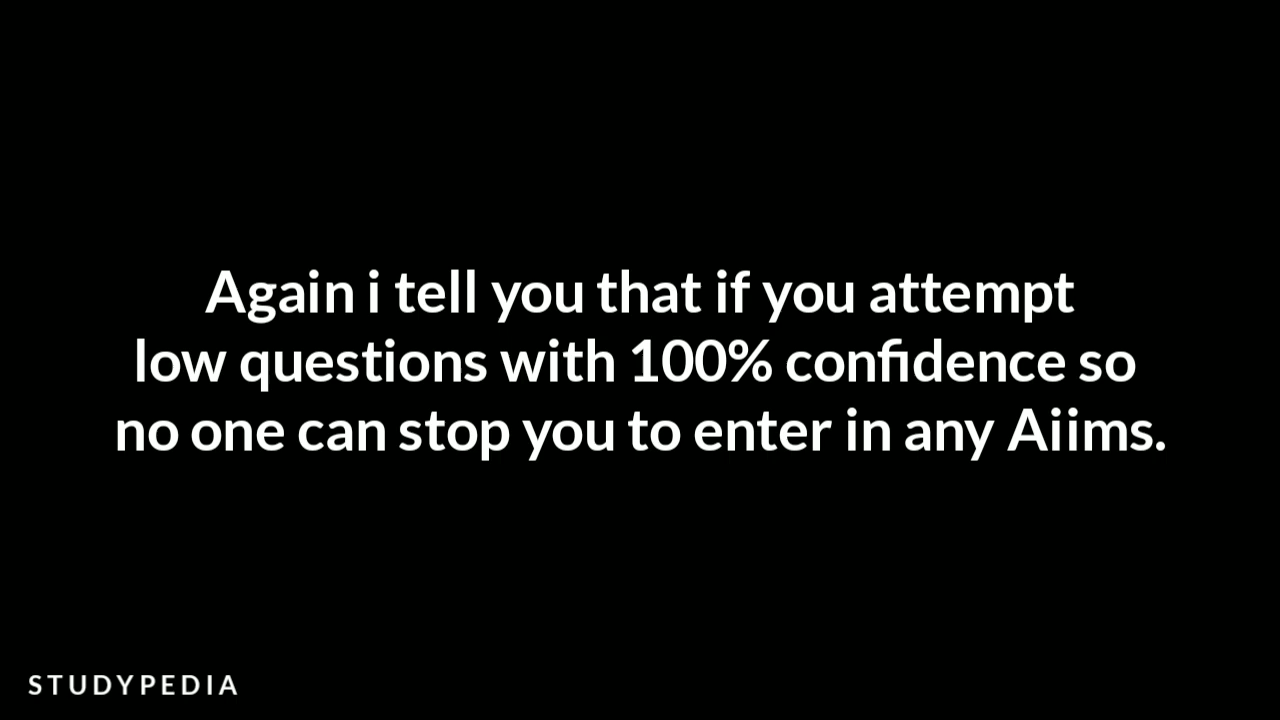 Again i tell you that if you attempt
low questions with 100% confidence so
no one can stop you to enter in any Aiims.
STUDYPEDIA